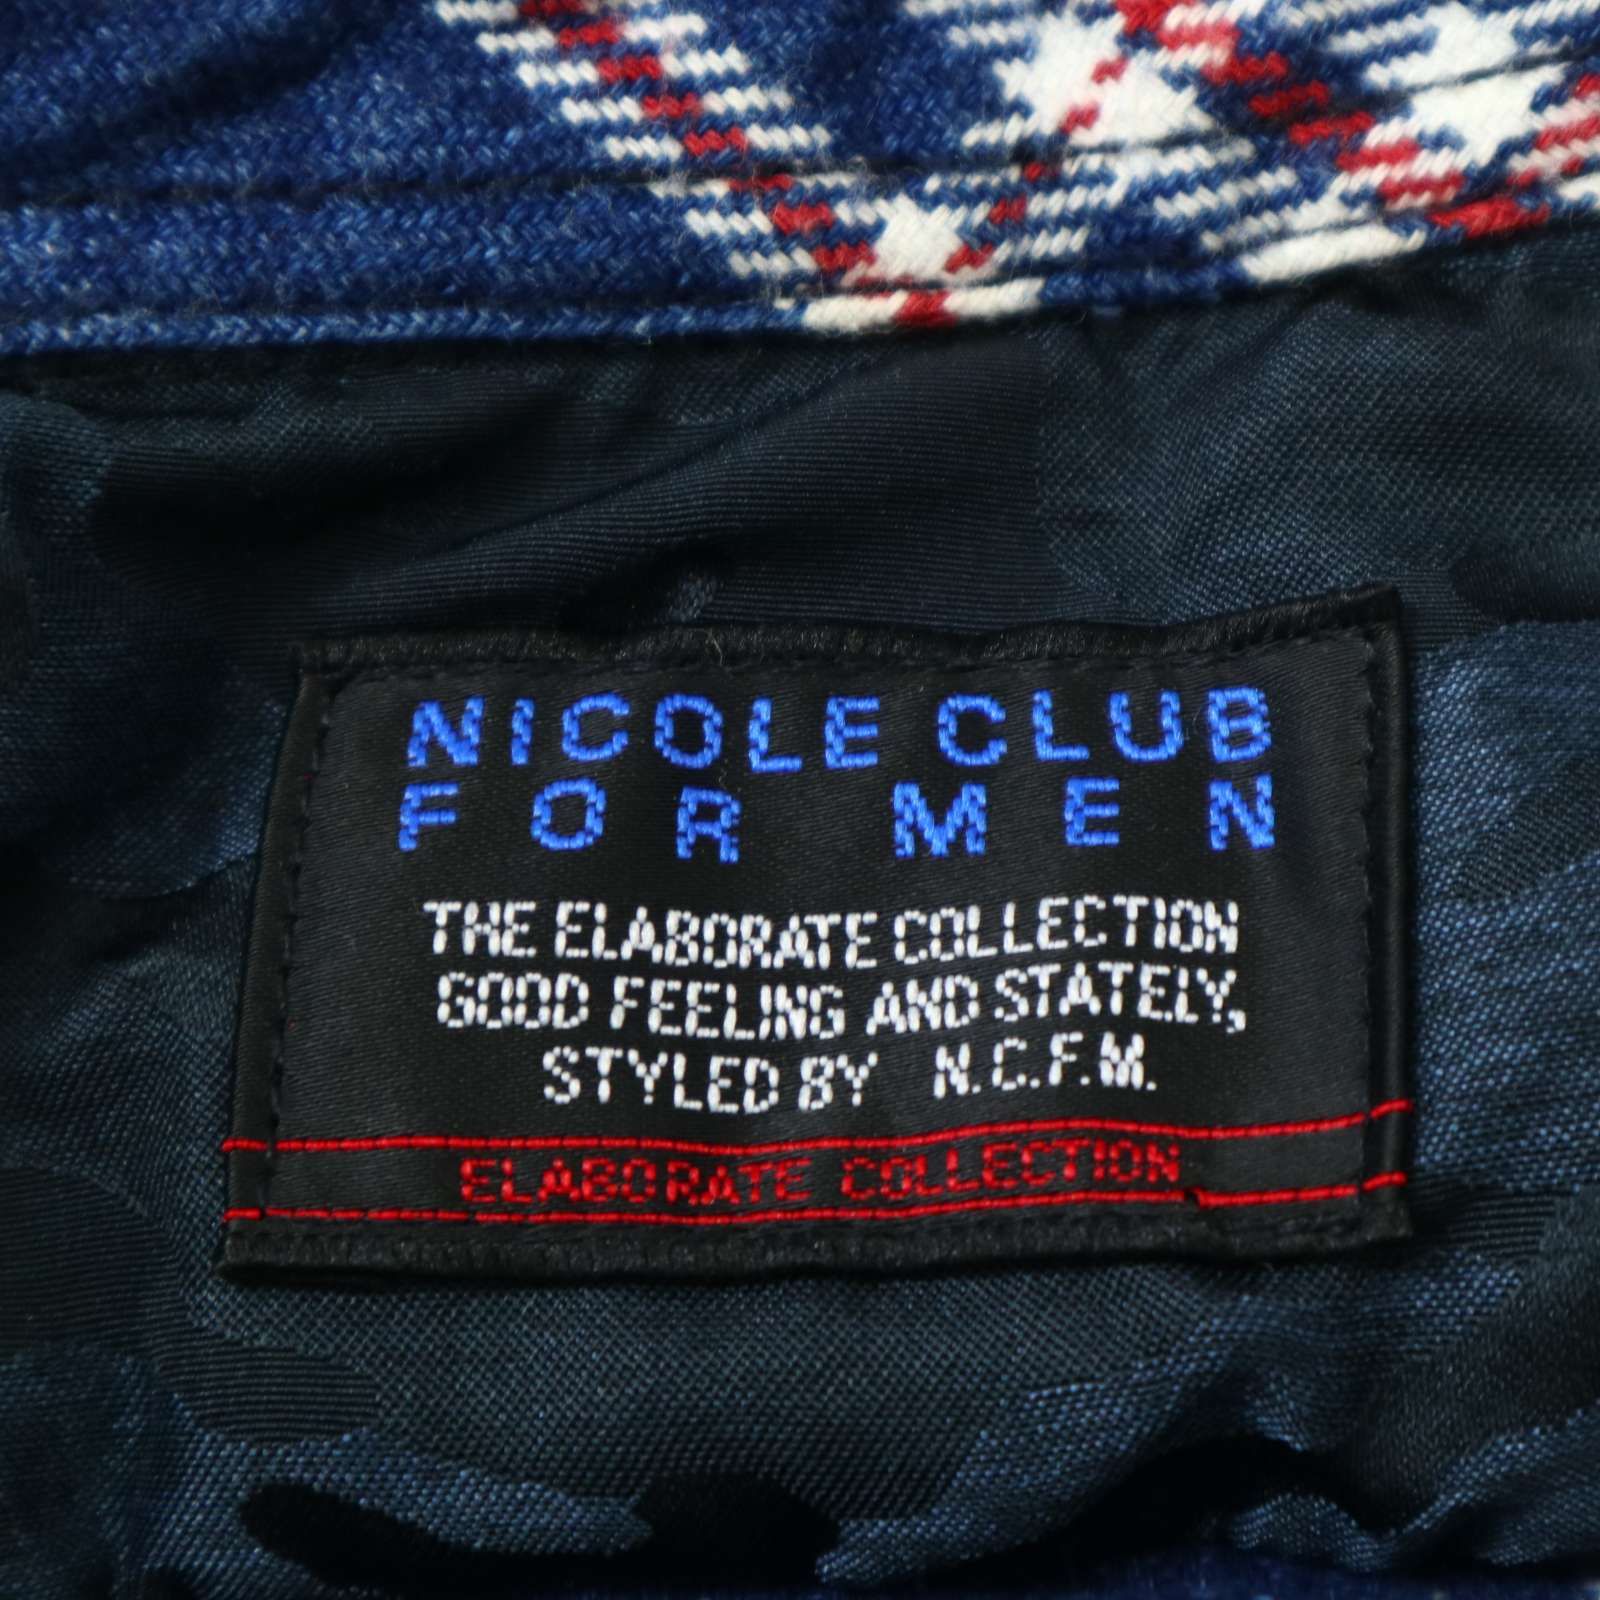 NICOLE CLUB
FOR MEN
THE ELABORATE COLLECTION
GOOD FEELING AND STATELY,
STYLED BY N.C.F.M.
ELABORATE COLLECTION